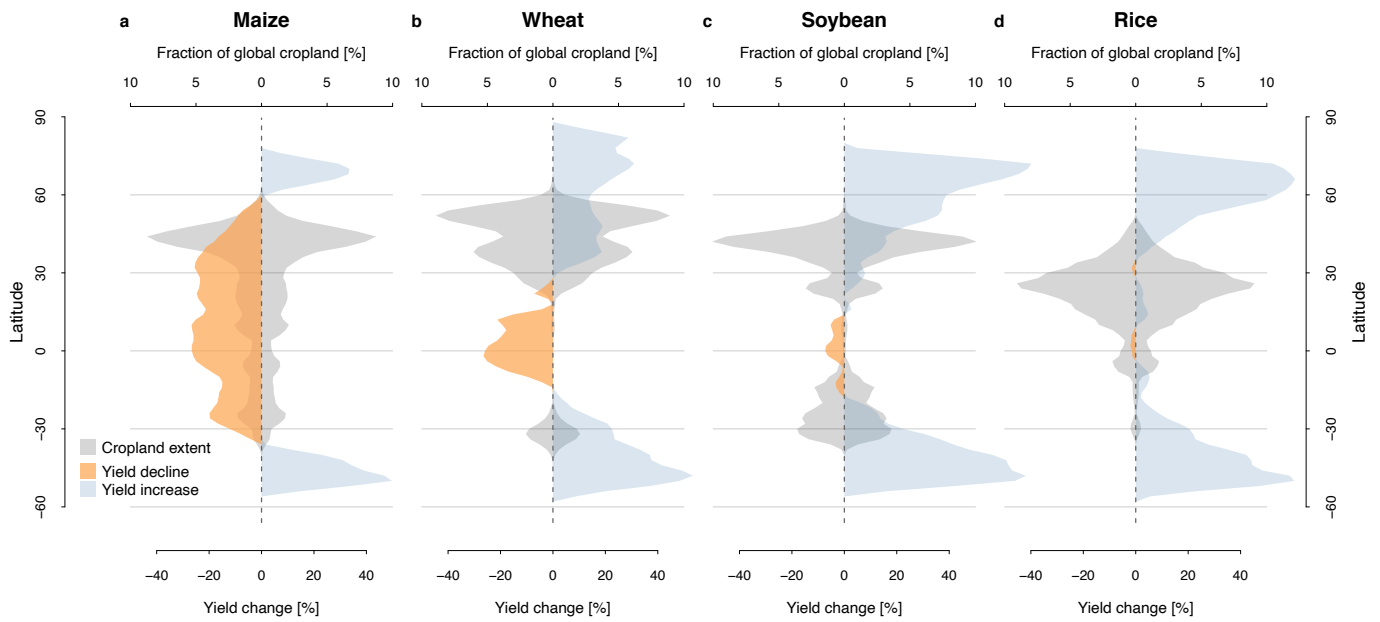 a Maize b Wheat c Soybean d Rice
Fraction of global cropland [%] Fraction of global cropland [%] Fraction of global cropland [%] Fraction of global cropland [%]
10 5 0 5 10 10 5 0 5 10 10 5 0 5 10 10 5 0 5 10
90 90
60 60
30 30
0 0
−30 −30
−60 −60
Latitude Latitude
Cropland extent
Yield decline
Yield increase
−40 −20 0 20 40 −40 −20 0 20 40 −40 −20 0 20 40 −40 −20 0 20 40
Yield change [%] Yield change [%] Yield change [%] Yield change [%]